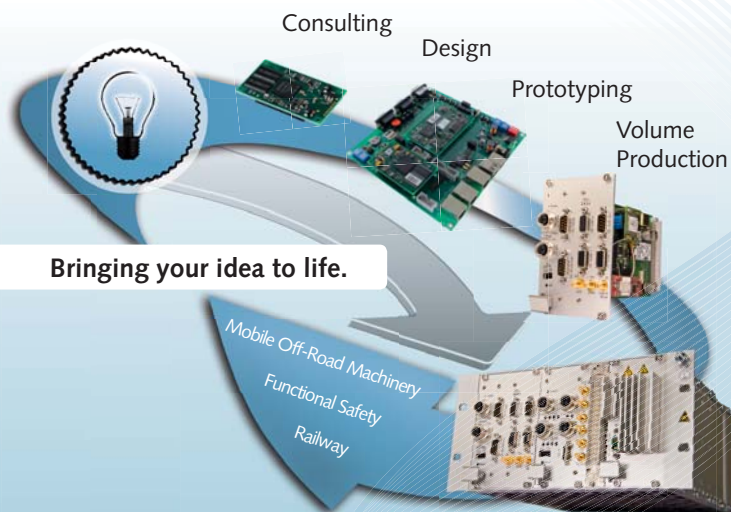 Consulting
Design
Prototyping
Volume
Production
Bringing your idea to life.
Mobile Off-Road Machinery
Functional Safety
Railway